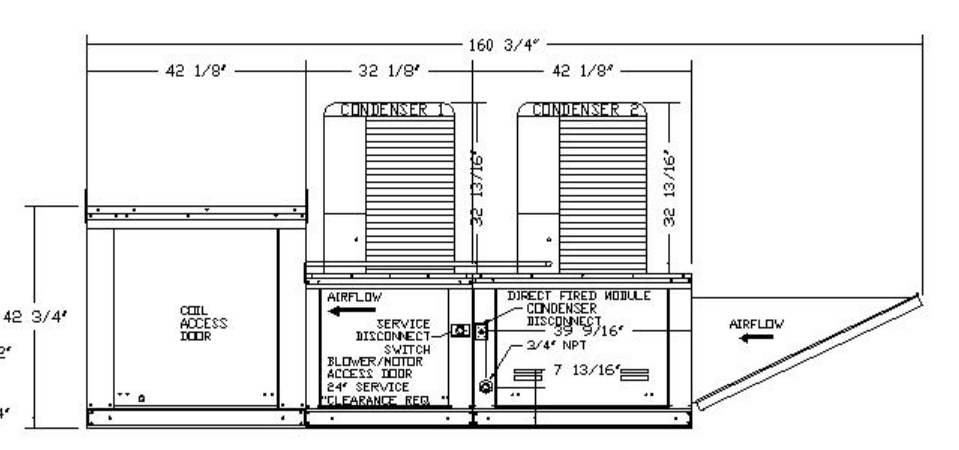 160 3/4"
42 1/8"
32 1/8"
42 1/8"
CONDENSER 1
CONDENSER 2
32 13/16"
32 13/16"
42 3/4"
2"
4"
COIL
ACCESS
DOOR
AIRFLOW
SERVICE
DISCONNECT
SWITCH
BLOWER/MOTOR
ACCESS DOOR
24" SERVICE
"CLEARANCE REQ. "
DIRECT FIRED MODULE
CONDENSER
DISCONNECT
39 9/16"
3/4" NPT
7 13/16"
AIRFLOW